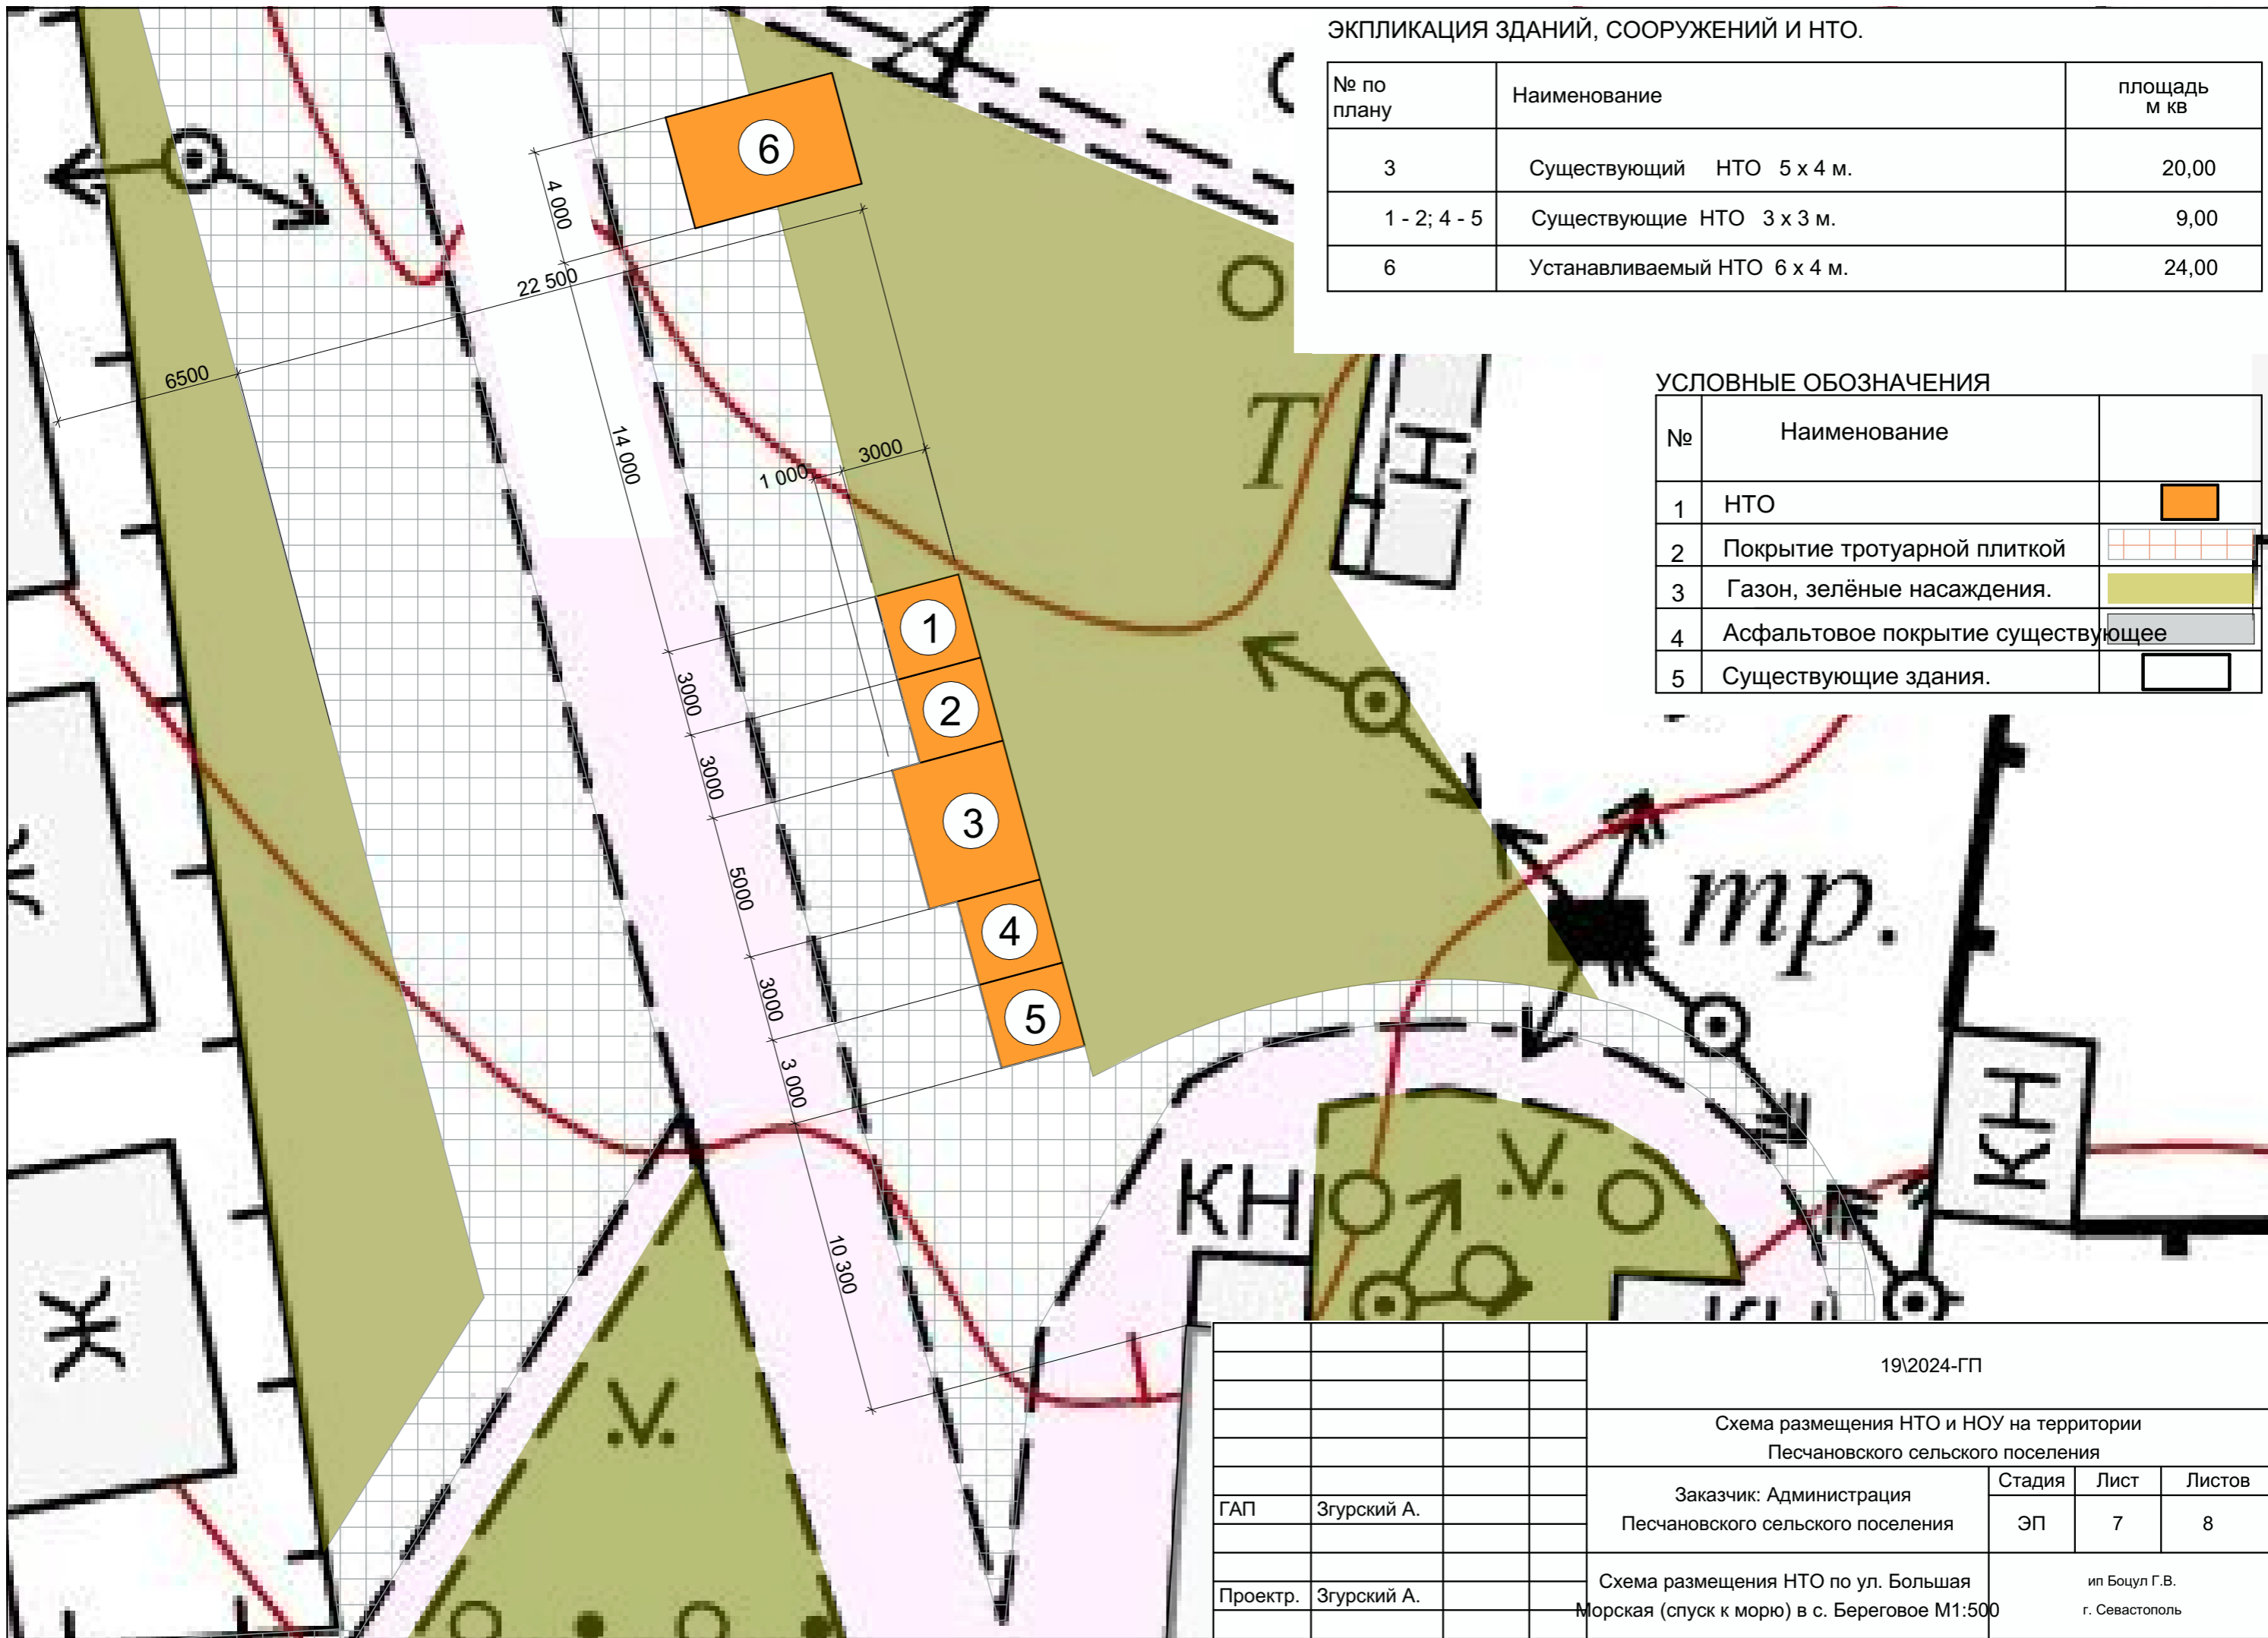 ЭКПЛИКАЦИЯ ЗДАНИЙ, СООРУЖЕНИЙ И НТО.
№ по плану Наименование площадь м кв
3 Существующий НТО 5 х 4 м. 20,00
1 - 2; 4 - 5 Существующие НТО 3 х 3 м. 9,00
6 Устанавливаемый НТО 6 х 4 м. 24,00
УСЛОВНЫЕ ОБОЗНАЧЕНИЯ
№ Наименование
1 НТО
2 Покрытие тротуарной плиткой
3 Газон, зелёные насаждения.
4 Асфальтовое покрытие существующее
5 Существующие здания.
6
4 000
22 500
6500
14 000
3000
1 000
Т
Н
1
3000
2
3000
3
5000
4
3000
5
3 000
10 300
тр.
Ж
Ж
КН
КН
19\2024-ГП
Схема размещения НТО и НОУ на территории
Песчановского сельского поселения
Заказчик: Администрация
Песчановского сельского поселения
Стадия Лист Листов
ЭП 7 8
ГАП Згурский А.
Проектр. Згурский А.
Схема размещения НТО по ул. Большая
Морская (спуск к морю) в с. Береговое М1:500
ип Боцул Г.В.
г. Севастополь